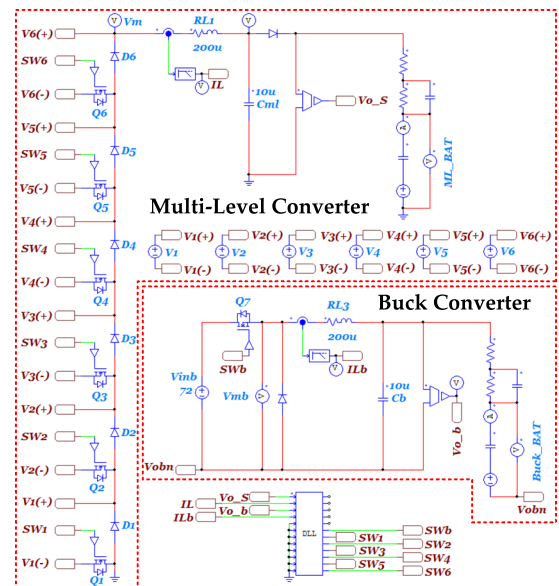 V6(+)
Vm
RL1
200u
SW6
D6
IL
V6(-)
Q6
10u
Cml
Vo_S
V5(+)
SW5
D5
V5(-)
Q5
A
V
ML_BAT
V4(+)
Multi-Level Converter
SW4
D4
V4(-)
Q4
V1(+)
V2(+)
V3(+)
V4(+)
V5(+)
V6(+)
V1
V2
V3
V4
V5
V6
V1(-)
V2(-)
V3(-)
V4(-)
V5(-)
V6(-)
V3(+)
SW3
D3
V3(-)
Q3
Buck Converter
Q7
RL3
200u
SWb
ILb
Vinb
72
Vmb
V
10u
Cb
V
Vo_b
A
V
Buck_BAT
Vobn
Vobn
V2(+)
SW2
D2
V2(-)
Q2
V1(+)
SW1
D1
V1(-)
Q1
IL
Vo_S
ILb
Vo_b
DLL
SWb
SW1
SW2
SW3
SW4
SW5
SW6